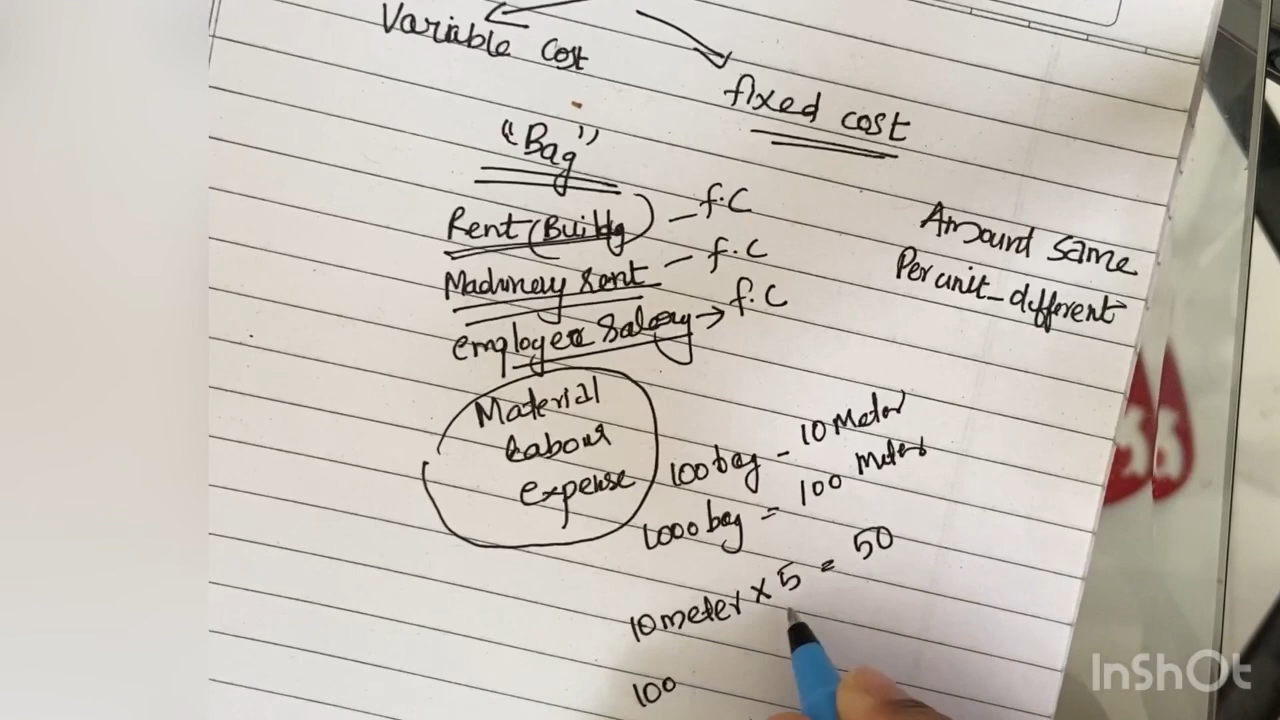 Variable Cost
fixed cost
"Bag"
Rent (Buildg) - f.C
Machinery Rent - f.C
employee Salary → f.C
Amount same
Per unit - different
Material
Labour
expense
100 bag - 10 Meter
1000 bag = 100 meter
10 meter × 5 = 50
100
InShOt